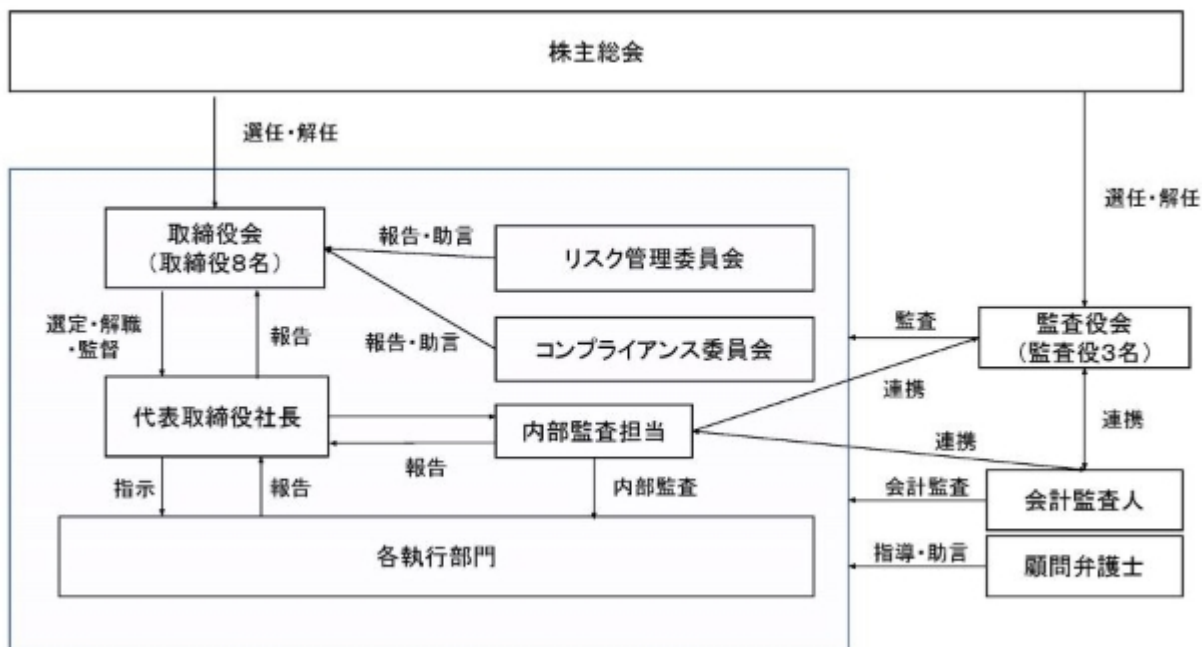 株主総会
選任・解任
選任・解任
取締役会
（取締役8名）
報告・助言
リスク管理委員会
選定・解職
・監督
報告
報告・助言
コンプライアンス委員会
監査
監査役会
（監査役3名）
代表取締役社長
内部監査担当
連携
連携
連携
報告
指示
報告
内部監査
会計監査
会計監査人
各執行部門
指導・助言
顧問弁護士